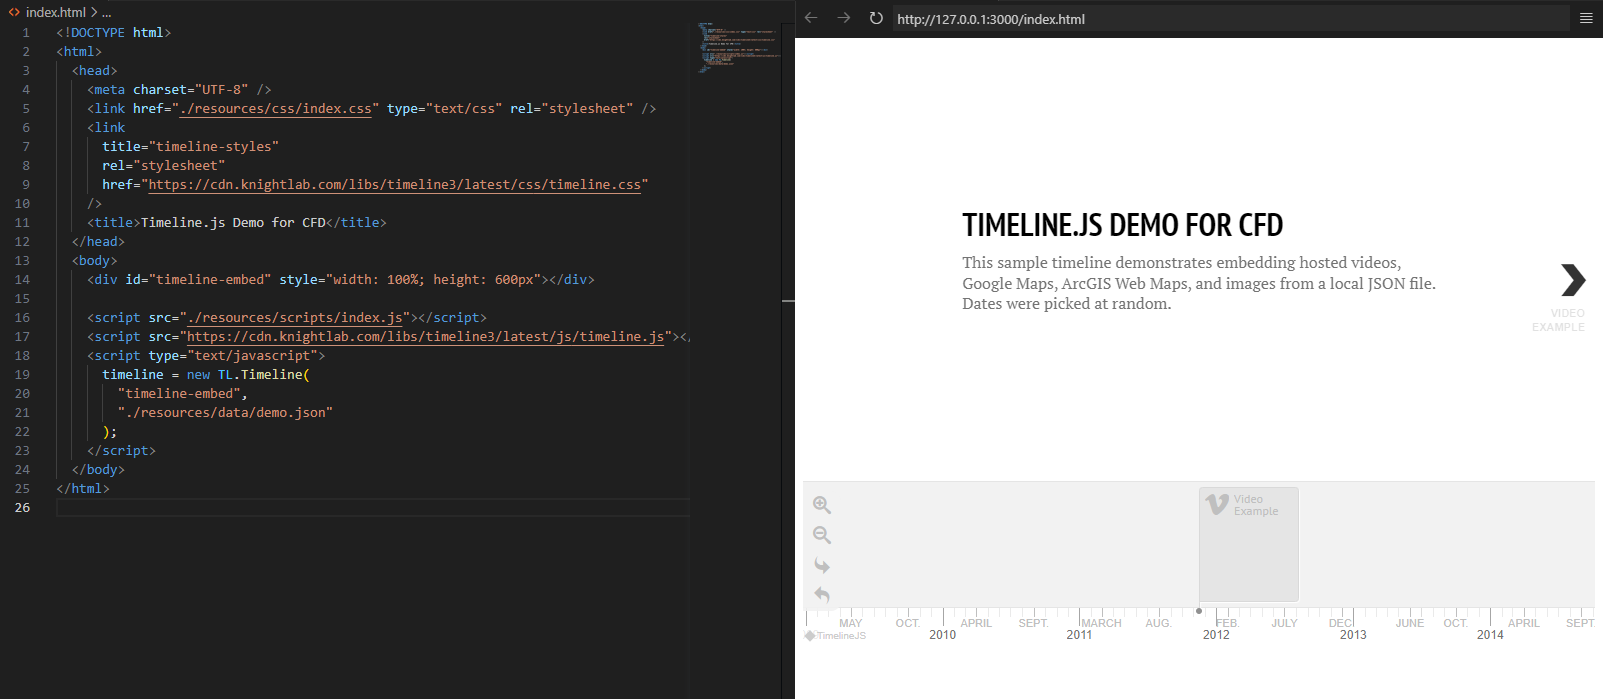 index.html > ...
1 <!DOCTYPE html>
2 <html>
3 <head>
4 <meta charset="UTF-8" />
5 <link href="./resources/css/index.css" type="text/css" rel="stylesheet" />
6 <link
7 title="timeline-styles"
8 rel="stylesheet"
9 href="https://cdn.knightlab.com/libs/timeline3/latest/css/timeline.css"
10 />
11 <title>Timeline.js Demo for CFD</title>
12 </head>
13 <body>
14 <div id="timeline-embed" style="width: 100%; height: 600px"></div>
15
16 <script src="./resources/scripts/index.js"></script>
17 <script src="https://cdn.knightlab.com/libs/timeline3/latest/js/timeline.js"></
18 <script type="text/javascript">
19 timeline = new TL.Timeline(
20 "timeline-embed",
21 "./resources/data/demo.json"
22 );
23 </script>
24 </body>
25 </html>
26
http://127.0.0.1:3000/index.html
TIMELINE.JS DEMO FOR CFD
This sample timeline demonstrates embedding hosted videos,
Google Maps, ArcGIS Web Maps, and images from a local JSON file.
Dates were picked at random.
VIDEO
EXAMPLE
Video
Example
MAY OCT. APRIL SEPT. MARCH AUG. FEB. JULY DEC JUNE OCT. APRIL SEPT.
TimelineJS 2010 2011 2012 2013 2014